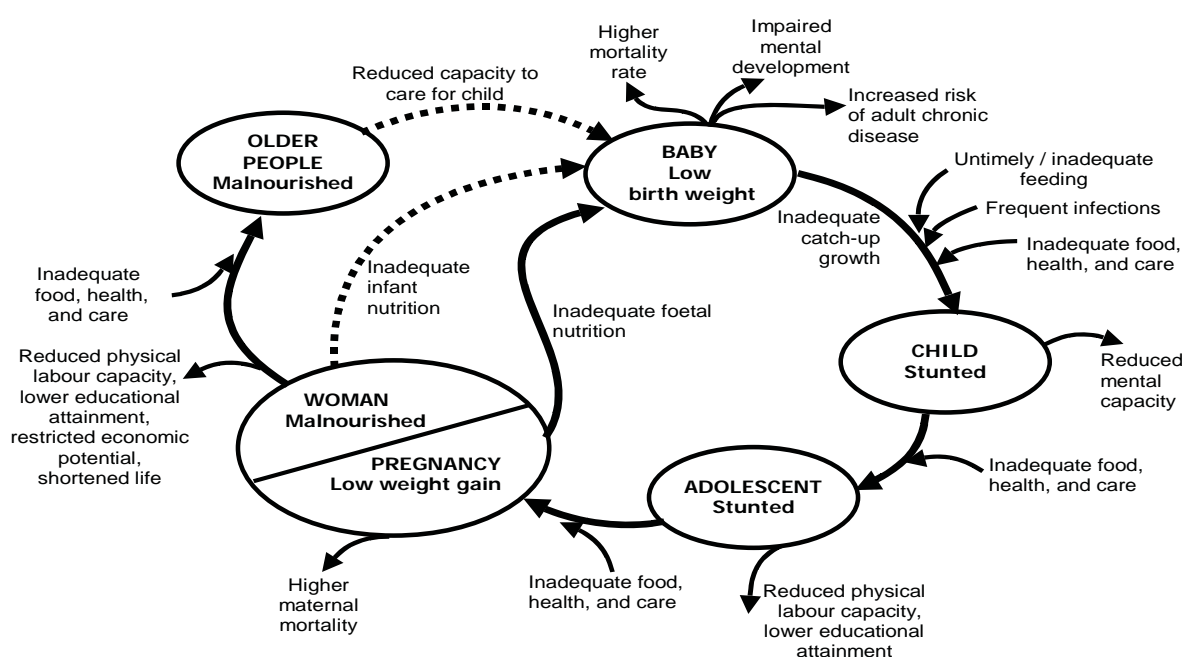 Higher
mortality
rate
Impaired
mental
development
Increased risk
of adult chronic
disease
Reduced capacity to
care for child
OLDER
PEOPLE
Malnourished
BABY
Low
birth weight
Untimely / inadequate
feeding
Frequent infections
Inadequate food,
health, and care
Inadequate
catch-up
growth
Inadequate
food, health,
and care
Inadequate
infant
nutrition
Inadequate foetal
nutrition
CHILD
Stunted
Reduced
mental
capacity
Reduced physical
labour capacity,
lower educational
attainment,
restricted economic
potential,
shortened life
WOMAN
Malnourished
PREGNANCY
Low weight gain
ADOLESCENT
Stunted
Inadequate food,
health, and care
Higher
maternal
mortality
Inadequate food,
health, and care
Reduced physical
labour capacity,
lower educational
attainment